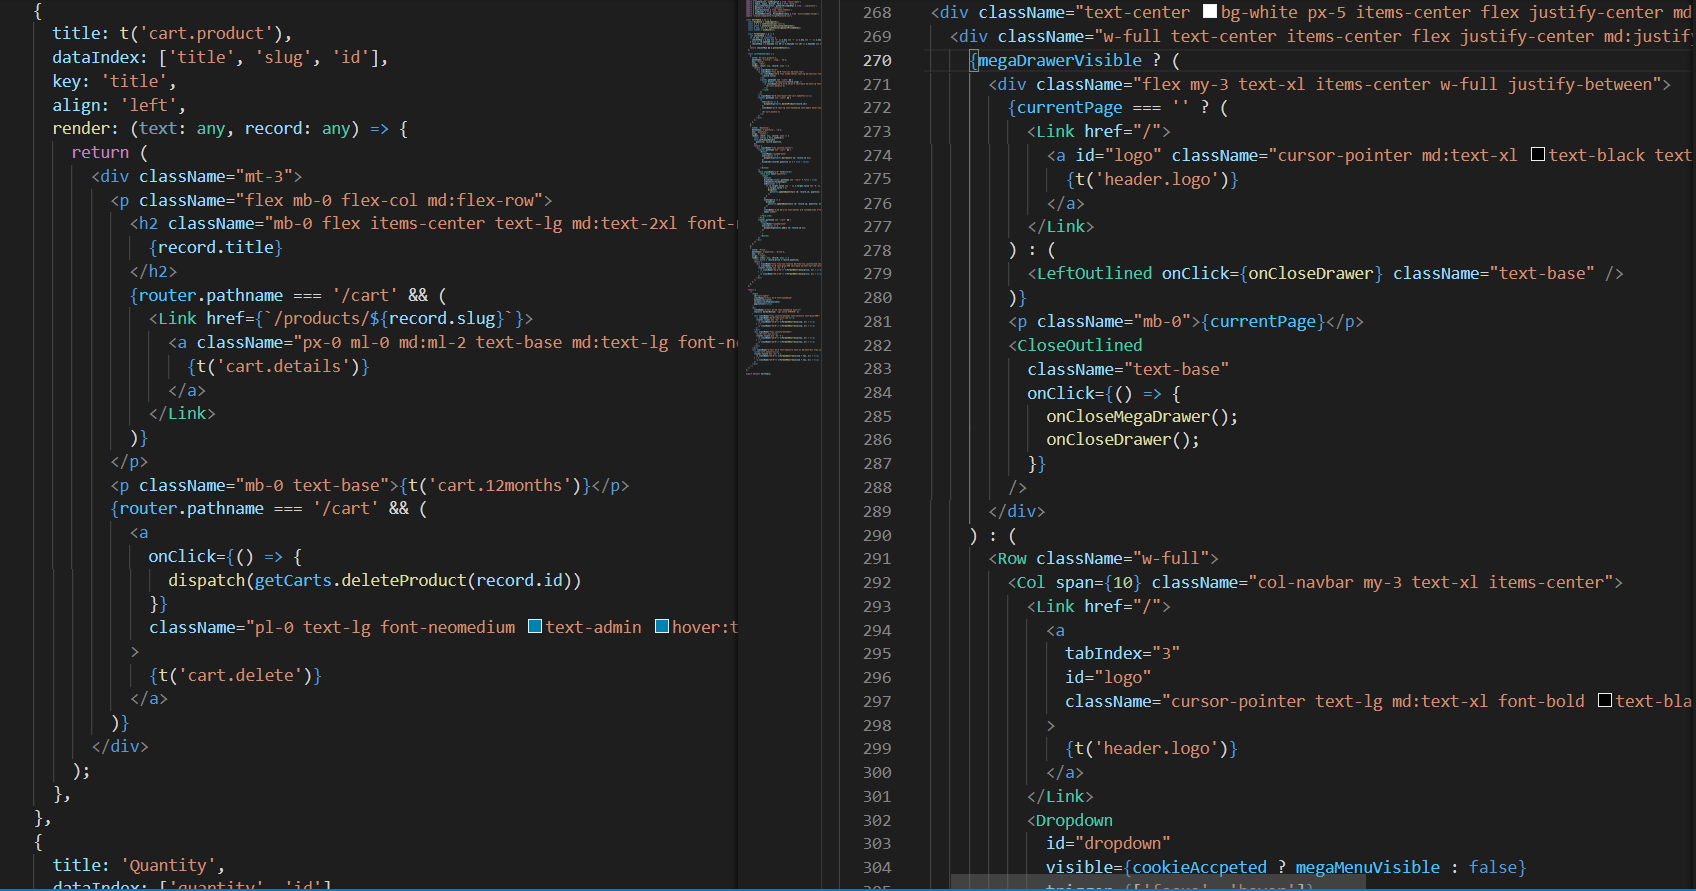 {
title: t('cart.product'),
dataIndex: ['title', 'slug', 'id'],
key: 'title',
align: 'left',
render: (text: any, record: any) => {
return (
<div className="mt-3">
<p className="flex mb-0 flex-col md:flex-row">
<h2 className="mb-0 flex items-center text-lg md:text-2xl font-
{record.title}
</h2>
{router.pathname === '/cart' && (
<Link href={`/products/${record.slug}`}>
<a className="px-0 ml-0 md:ml-2 text-base md:text-lg font-ne
{t('cart.details')}
</a>
</Link>
)}
</p>
<p className="mb-0 text-base">{t('cart.12months')}</p>
{router.pathname === '/cart' && (
<a
onClick={() => {
dispatch(getCarts.deleteProduct(record.id))
}}
className="pl-0 text-lg font-neomedium text-admin hover:t
>
{t('cart.delete')}
</a>
)}
</div>
);
},
},
{
title: 'Quantity',
dataIndex: ['quantity', 'id']
268 <div className="text-center bg-white px-5 items-center flex justify-center md
269 <div className="w-full text-center items-center flex justify-center md:justify
270 {megaDrawerVisible ? (
271 <div className="flex my-3 text-xl items-center w-full justify-between">
272 {currentPage === '' ? (
273 <Link href="/">
274 <a id="logo" className="cursor-pointer md:text-xl text-black text
275 {t('header.logo')}
276 </a>
277 </Link>
278 ) : (
279 <LeftOutlined onClick={onCloseDrawer} className="text-base" />
280 )}
281 <p className="mb-0">{currentPage}</p>
282 <CloseOutlined
283 className="text-base"
284 onClick={() => {
285 onCloseMegaDrawer();
286 onCloseDrawer();
287 }}
288 />
289 </div>
290 ) : (
291 <Row className="w-full">
292 <Col span={10} className="col-navbar my-3 text-xl items-center">
293 <Link href="/">
294 <a
295 tabIndex="3"
296 id="logo"
297 className="cursor-pointer text-lg md:text-xl font-bold text-bla
298 >
299 {t('header.logo')}
300 </a>
301 </Link>
302 <Dropdown
303 id="dropdown"
304 visible={cookieAccpeted ? megaMenuVisible : false}